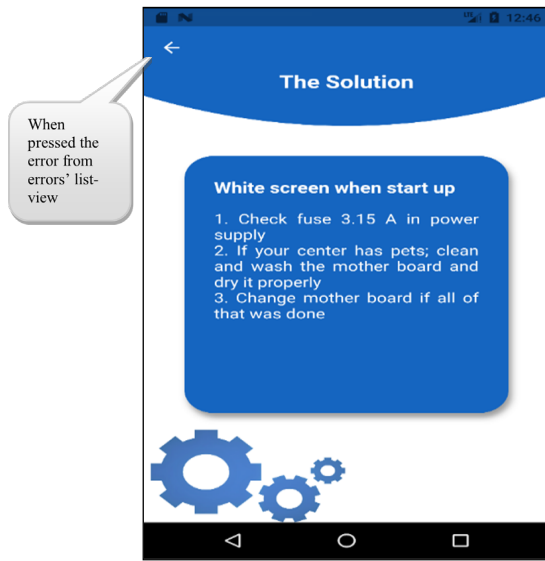 12:46
The Solution
When
pressed the
error from
errors' list-
view
White screen when start up
1. Check fuse 3.15 A in power
supply
2. If your center has pets; clean
and wash the mother board and
dry it properly
3. Change mother board if all of
that was done